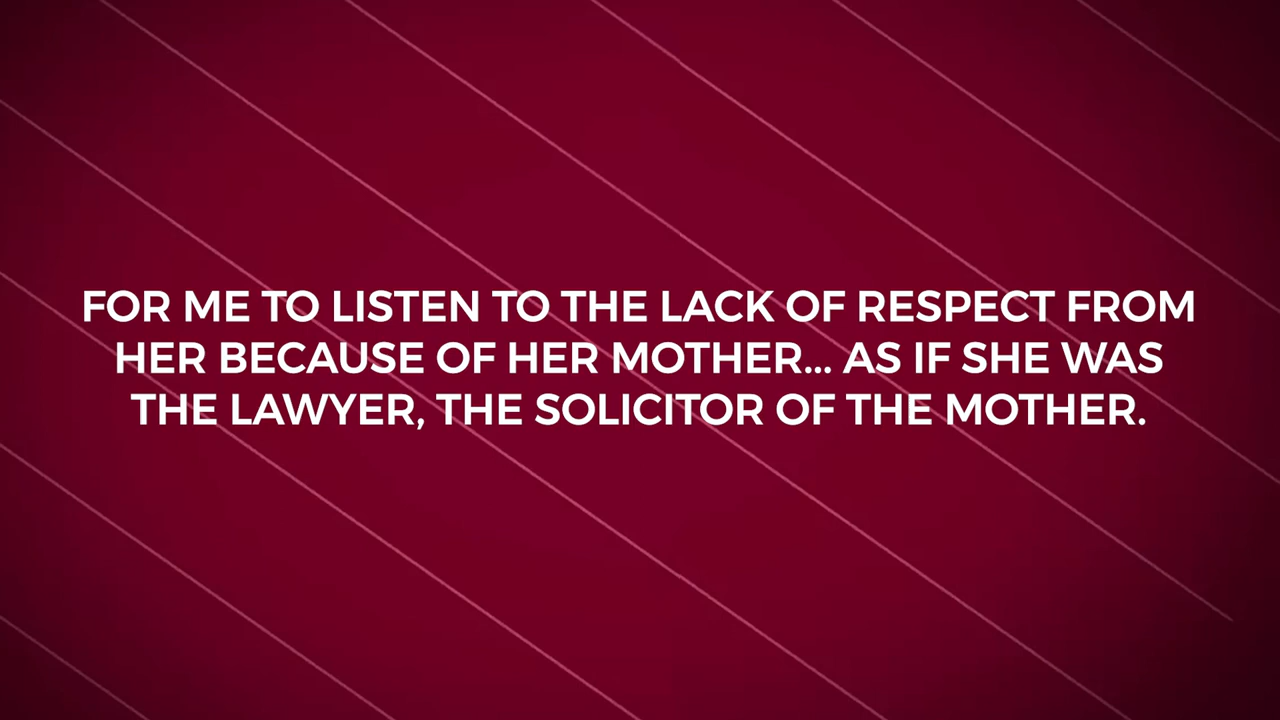 FOR ME TO LISTEN TO THE LACK OF RESPECT FROM
HER BECAUSE OF HER MOTHER... AS IF SHE WAS
THE LAWYER, THE SOLICITOR OF THE MOTHER.